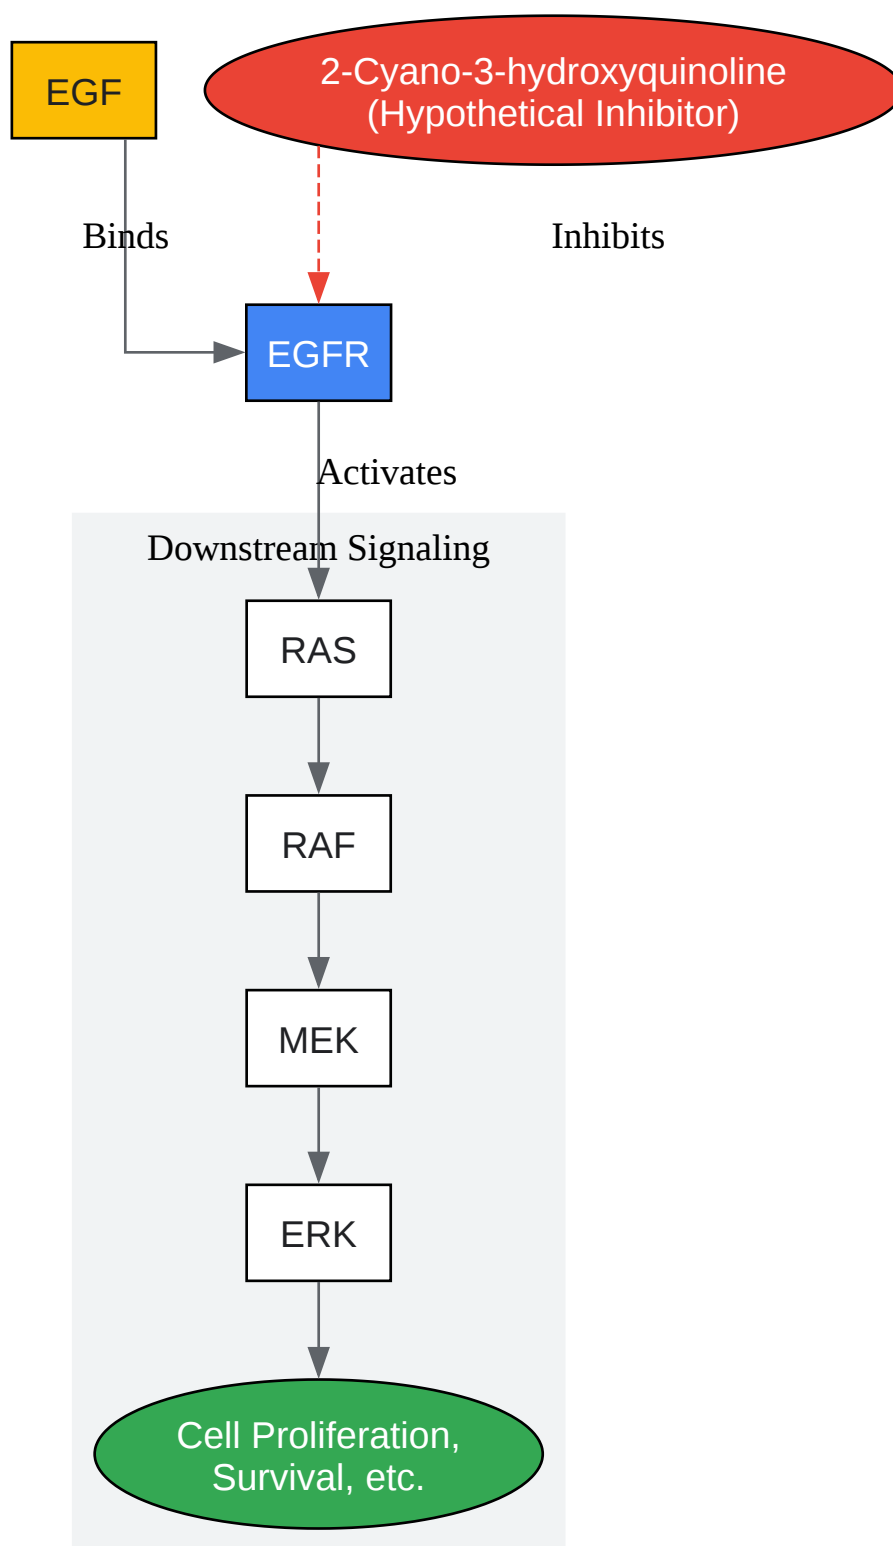 EGF
2-Cyano-3-hydroxyquinoline
(Hypothetical Inhibitor)
Binds
Inhibits
EGFR
Activates
Downstream Signaling
RAS
RAF
MEK
ERK
Cell Proliferation,
Survival, etc.